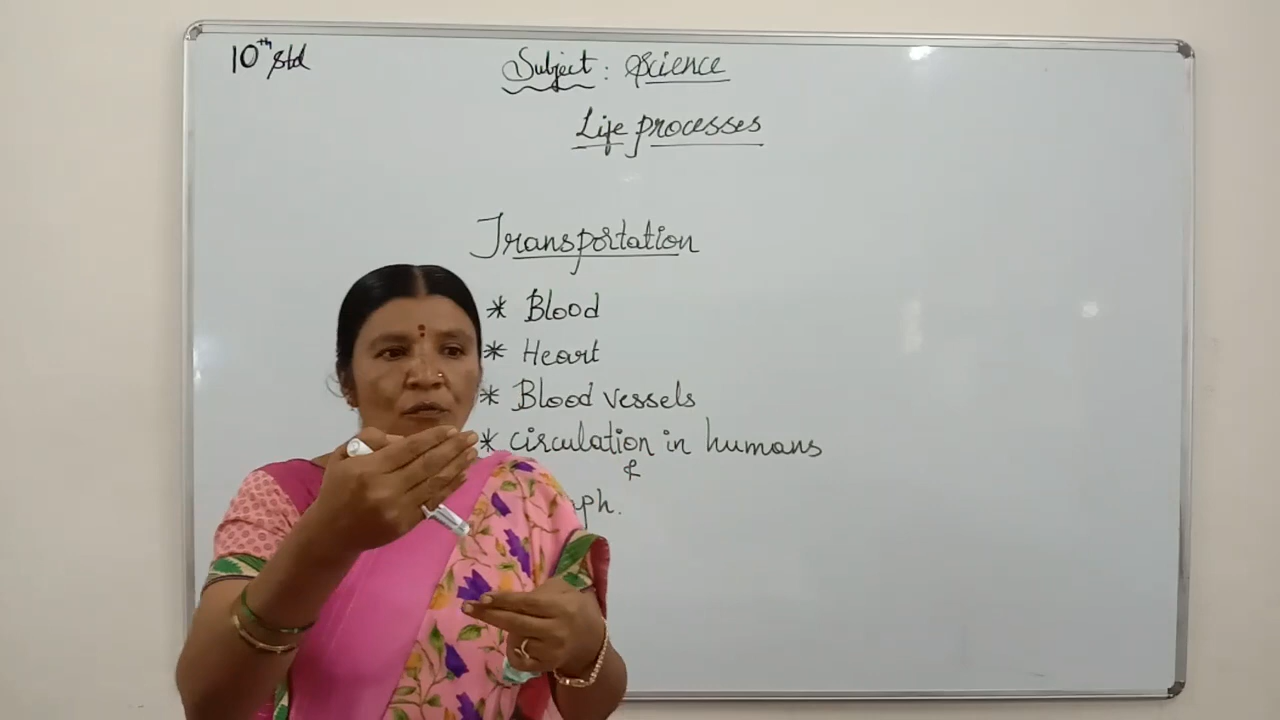 10th std
Subject: Science
Life processes
Transportation
* Blood
* Heart
* Blood vessels
* circulation in humans
&